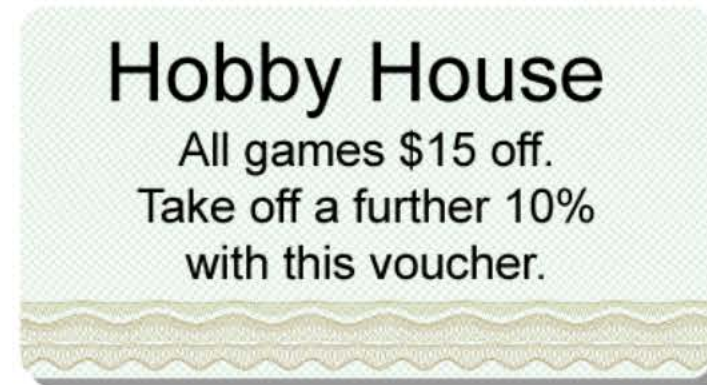 Hobby House
All games $15 off.
Take off a further 10%
with this voucher.